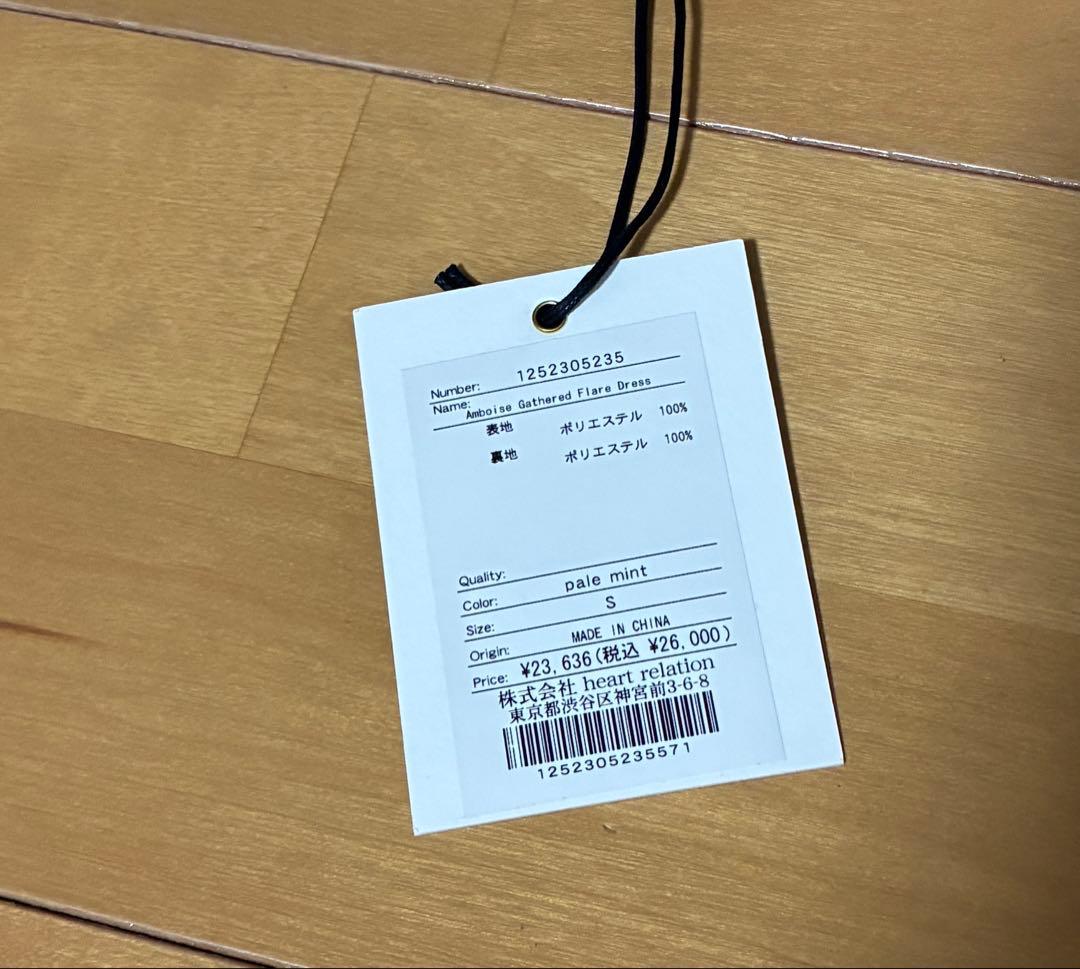 Number: 1252305235
Name: Amboise Gathered Flare Dress
表地 ポリエステル 100%
裏地 ポリエステル 100%
Quality:
Color: pale mint
Size: S
Origin: MADE IN CHINA
Price: ¥23,636(税込 ¥26,000)
株式会社 heart relation
東京都渋谷区神宮前3-6-8
1252305235571